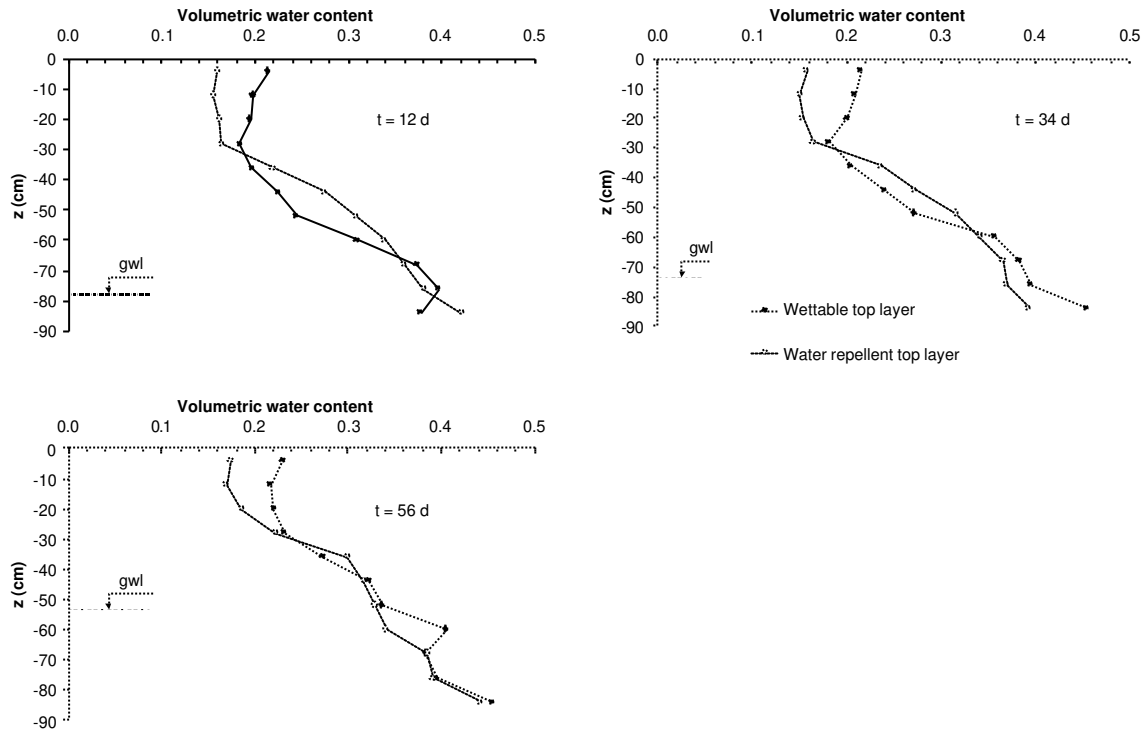 Volumetric water content
0.0 0.1 0.2 0.3 0.4 0.5
0
-10
-20
-30
-40
-50
-60
-70
-80
-90
z (cm)
t = 12 d
gwl
Volumetric water content
0.0 0.1 0.2 0.3 0.4 0.5
0
-10
-20
-30
-40
-50
-60
-70
-80
-90
z (cm)
t = 34 d
gwl
Wettable top layer
Water repellent top layer
Volumetric water content
0.0 0.1 0.2 0.3 0.4 0.5
0
-10
-20
-30
-40
-50
-60
-70
-80
-90
z (cm)
t = 56 d
gwl